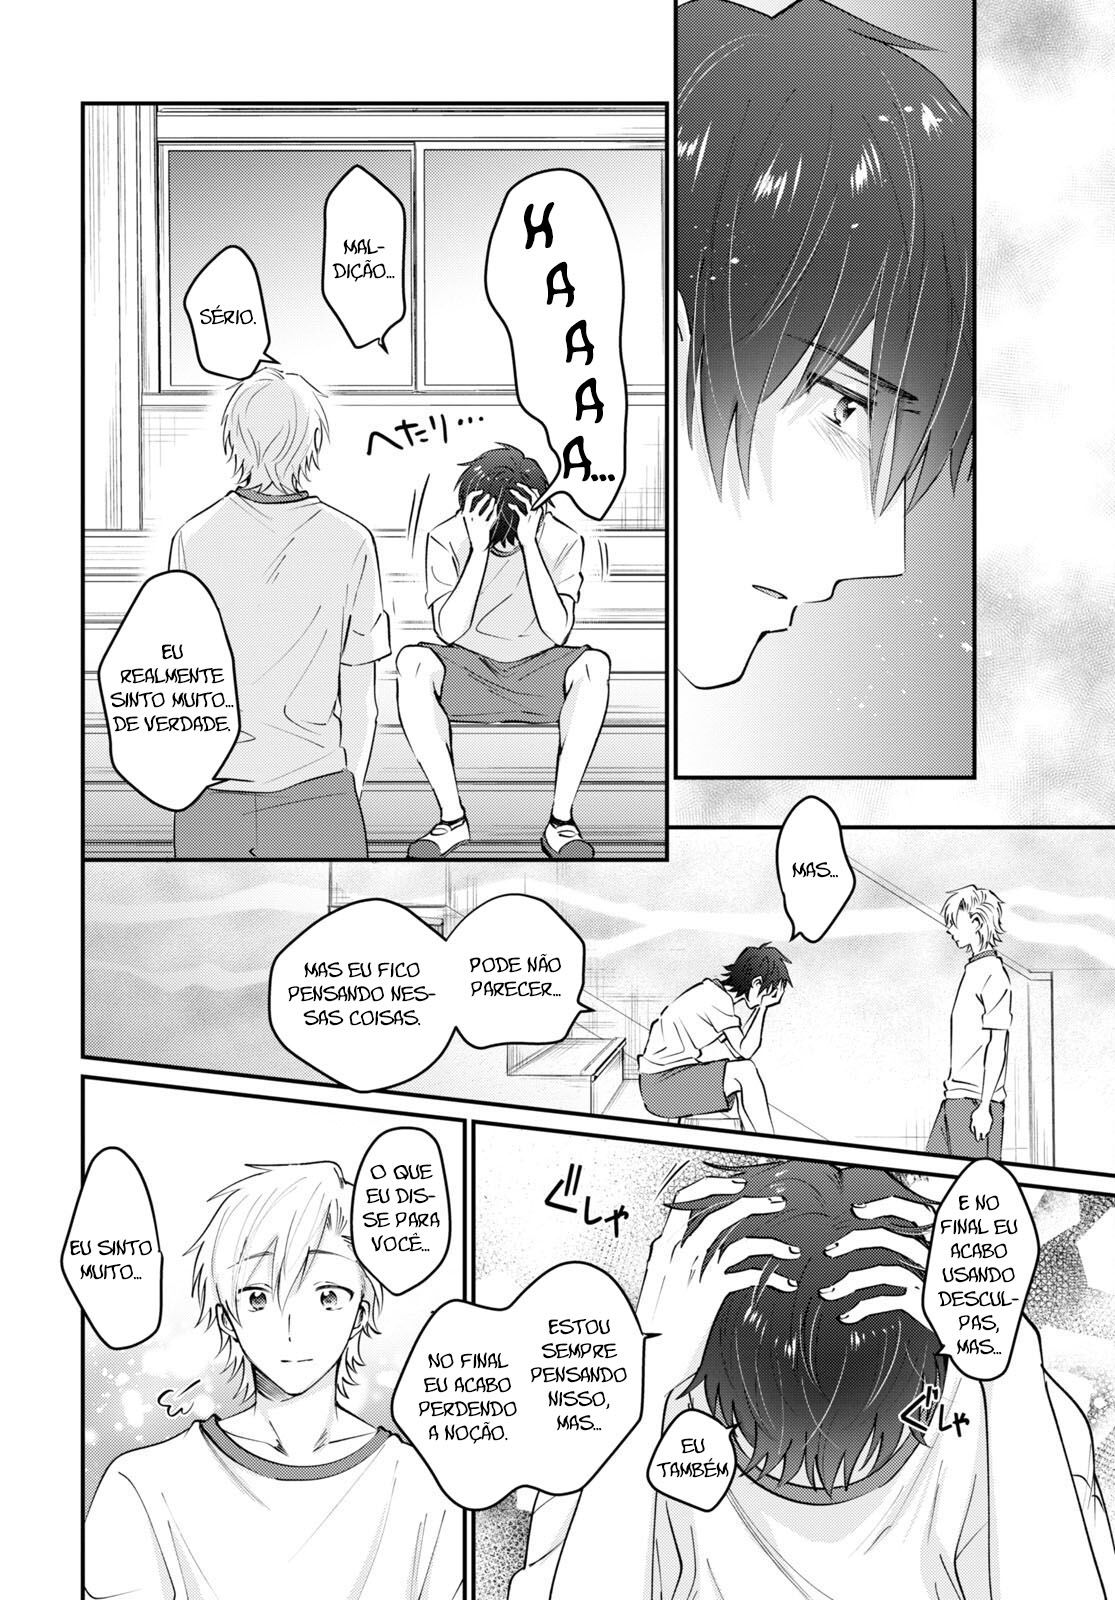 HAAAA...
MAL-
DIÇÃO...
SÉRIO.
へたり・・・
EU
REALMENTE
SINTO MUITO...
DE VERDADE.
MAS...
PODE NÃO
PARECER...
MAS EU FICO
PENSANDO NES-
SAS COISAS.
E NO
FINAL EU
ACABO
USANDO
DESCUL-
PAS,
MAS...
ぐしゃ
ぐしゃ
EU
TAMBÉM
ESTOU
SEMPRE
PENSANDO
NISSO,
MAS...
NO FINAL
EU ACABO
PERDENDO
A NOÇÃO.
O QUE
EU DIS-
SE PARA
VOCÊ...
EU SINTO
MUITO...